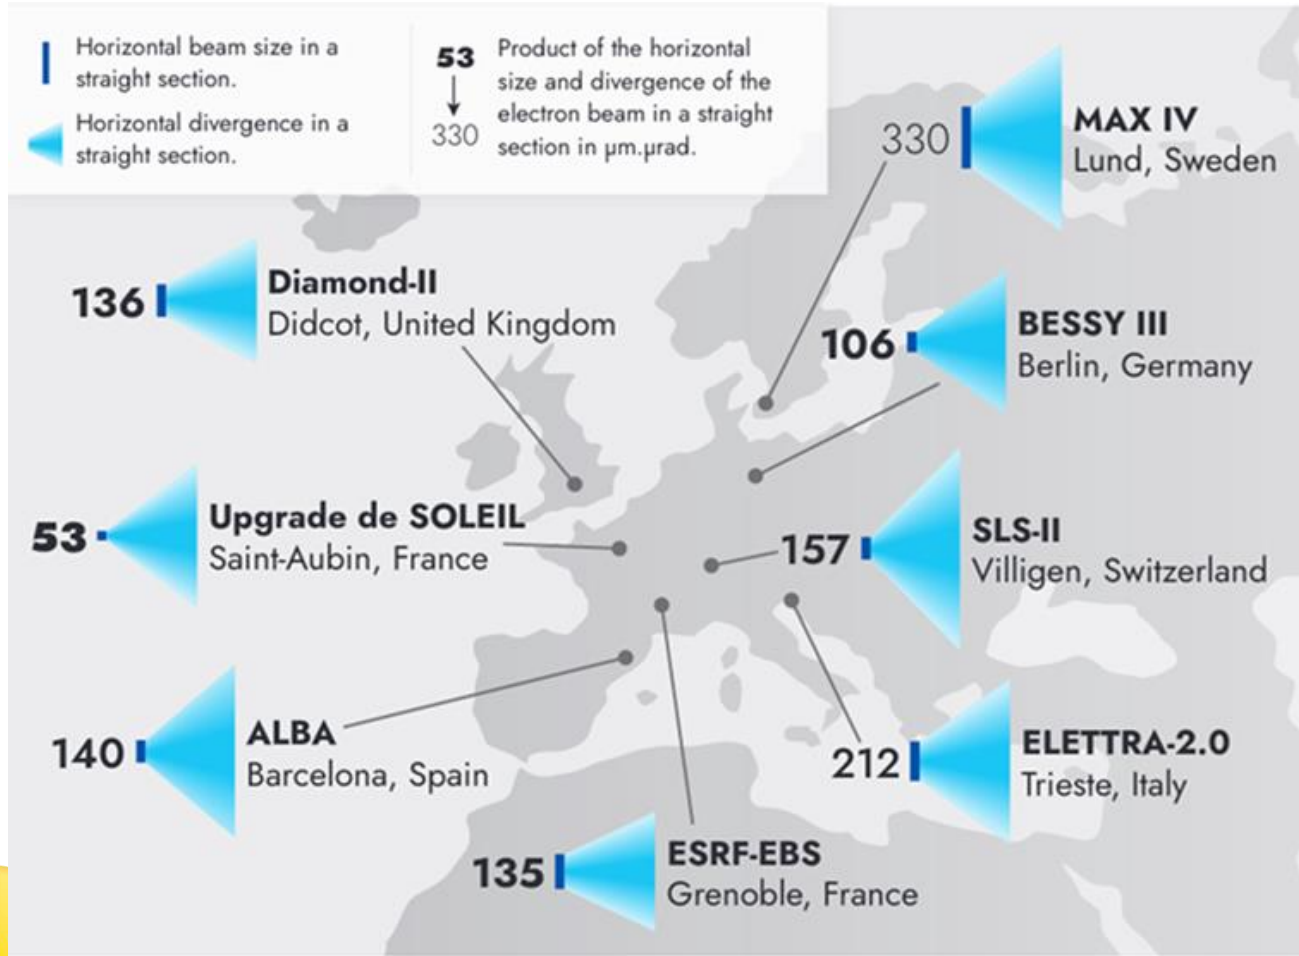 Horizontal beam size in a
straight section.
Horizontal divergence in a
straight section.
53
330
Product of the horizontal
size and divergence of the
electron beam in a straight
section in μm.μrad.
330
MAX IV
Lund, Sweden
136
Diamond-II
Didcot, United Kingdom
106
BESSY III
Berlin, Germany
53
Upgrade de SOLEIL
Saint-Aubin, France
157
SLS-II
Villigen, Switzerland
140
ALBA
Barcelona, Spain
212
ELETTRA-2.0
Trieste, Italy
135
ESRF-EBS
Grenoble, France